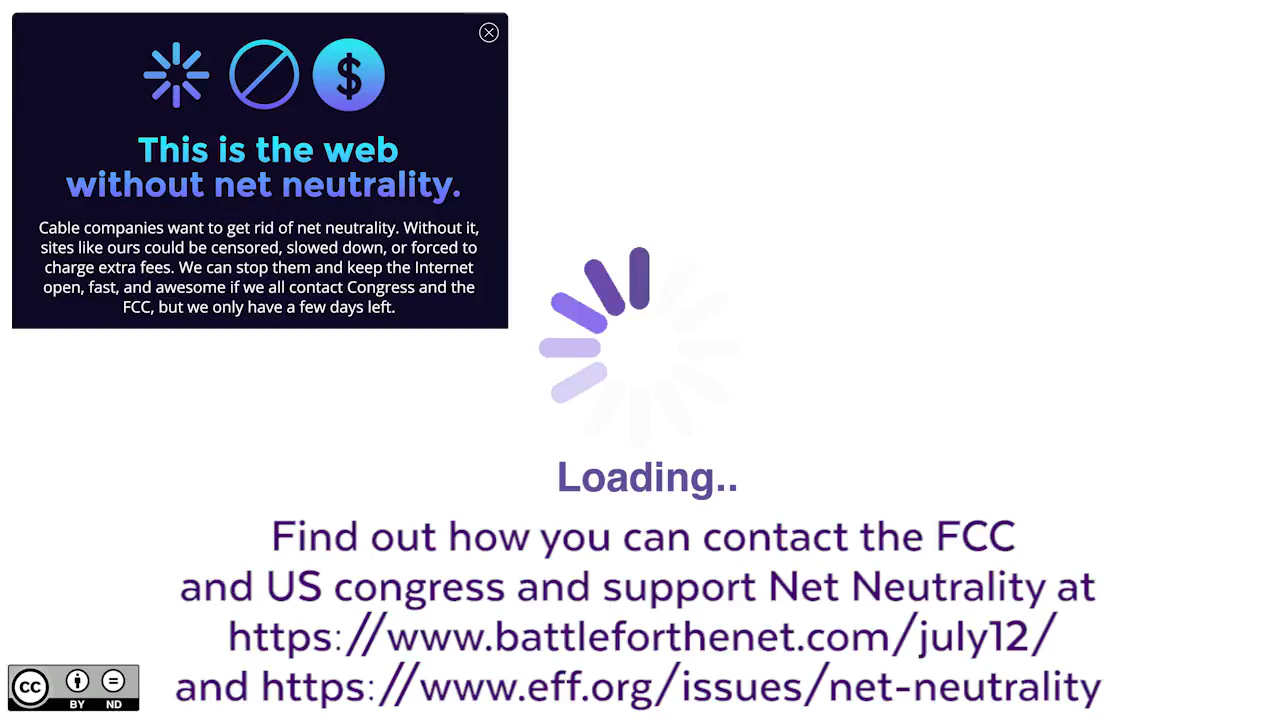 $
This is the web
without net neutrality.
Cable companies want to get rid of net neutrality. Without it,
sites like ours could be censored, slowed down, or forced to
charge extra fees. We can stop them and keep the Internet
open, fast, and awesome if we all contact Congress and the
FCC, but we only have a few days left.
Loading..
Find out how you can contact the FCC
and US congress and support Net Neutrality at
https://www.battleforthenet.com/july12/
and https://www.eff.org/issues/net-neutrality
cc
BY ND